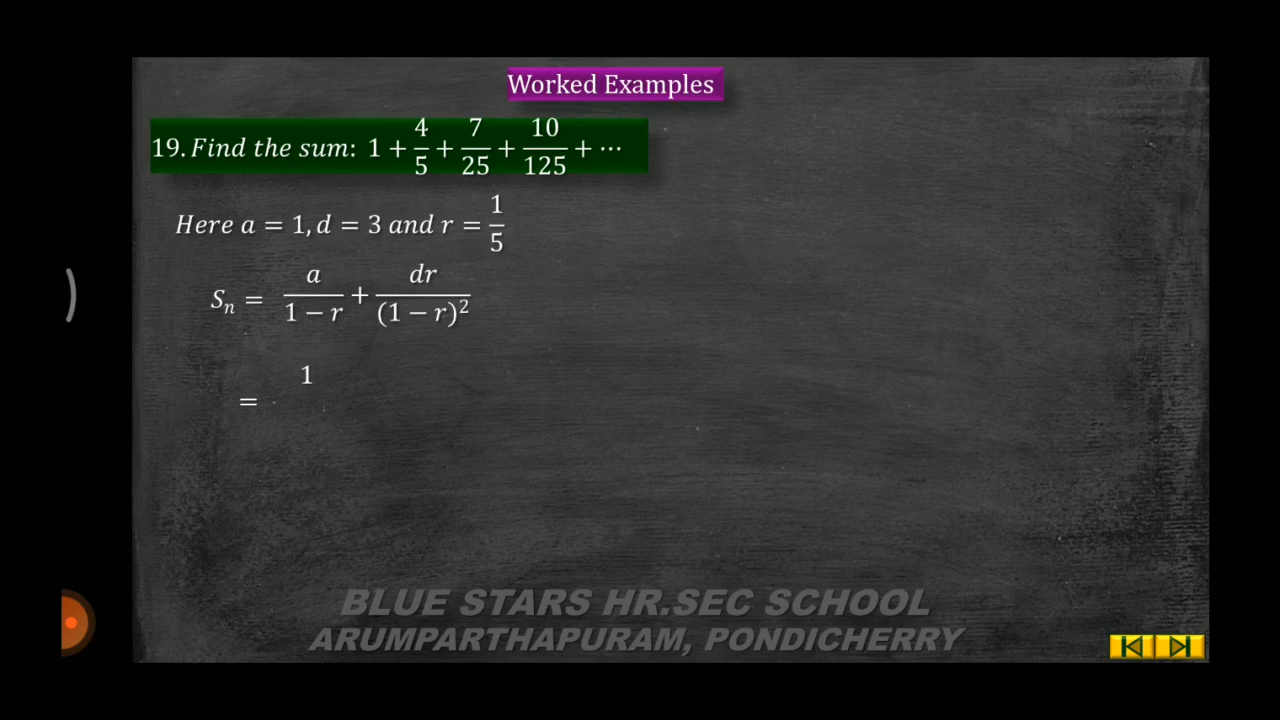 Worked Examples
19. Find the sum: 1 + 4/5 + 7/25 + 10/125 + ⋯
Here a = 1, d = 3 and r = 1/5
Sₙ = a/(1 − r) + dr/(1 − r)²
= 1
BLUE STARS HR.SEC SCHOOL
ARUMPARTHAPURAM, PONDICHERRY